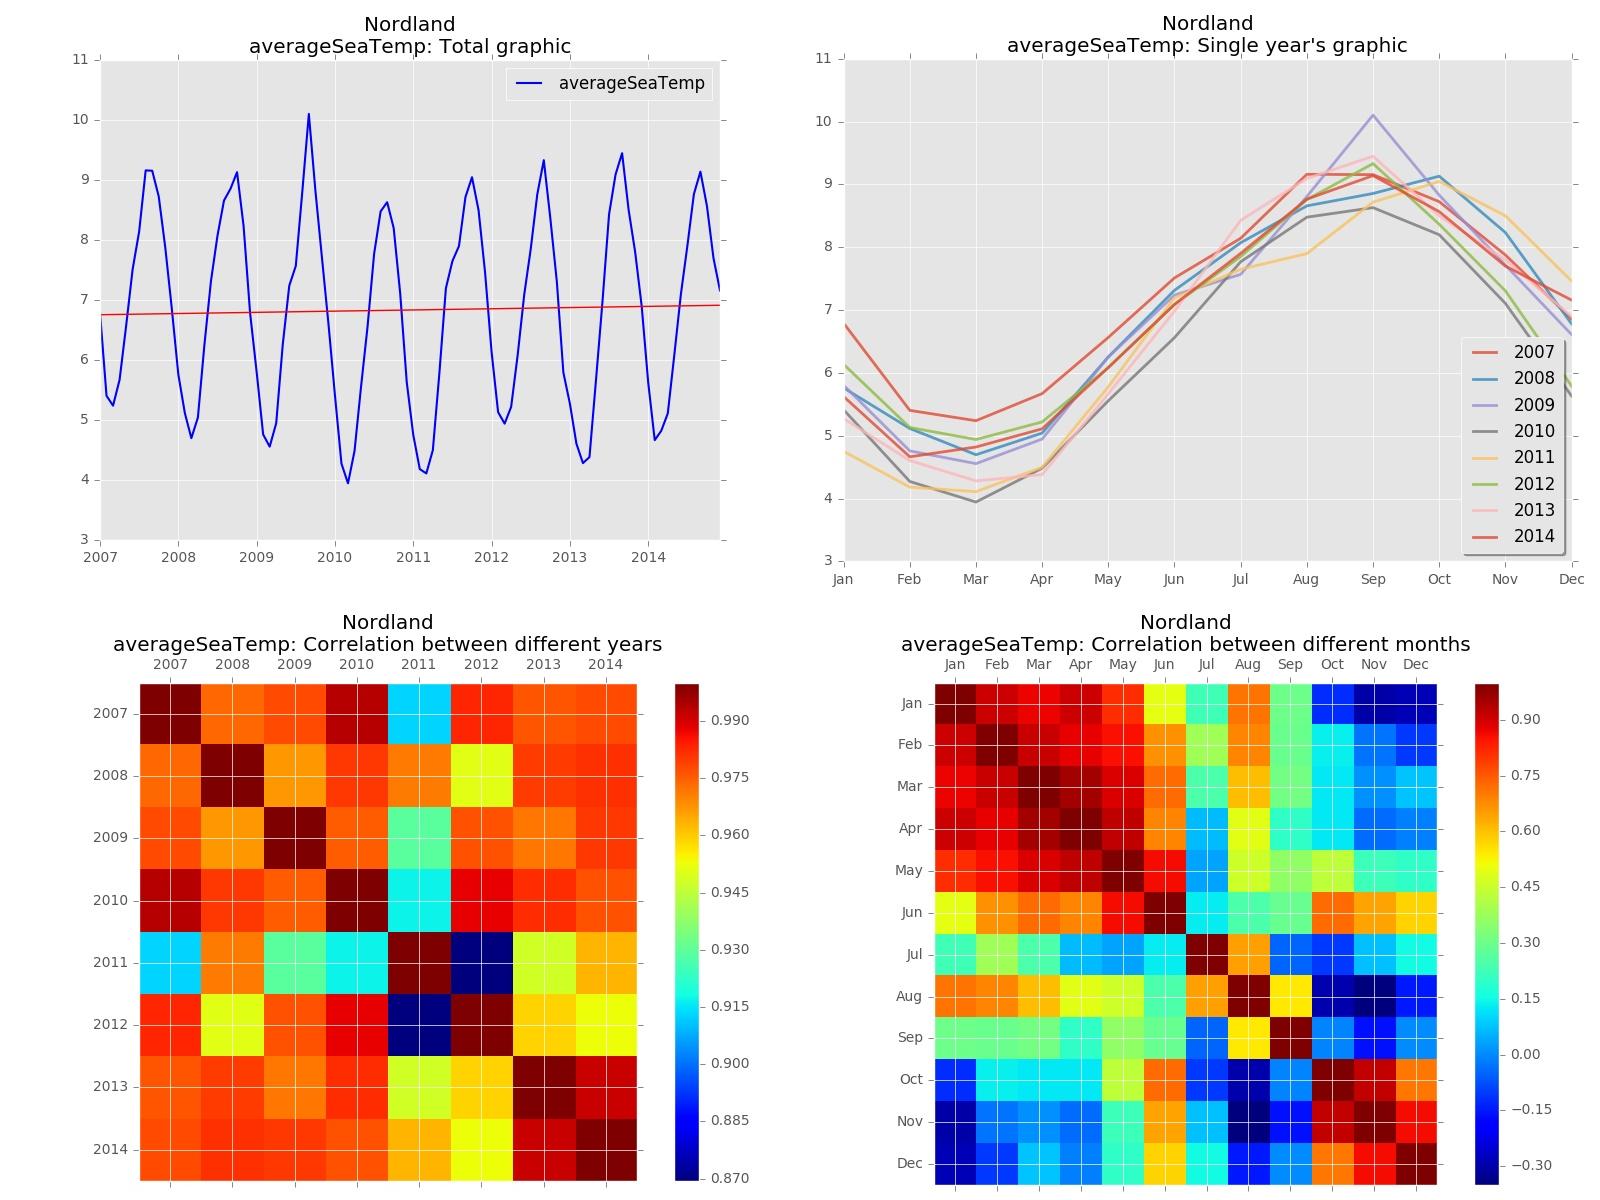 Nordland
averageSeaTemp: Total graphic
averageSeaTemp
11
10
9
8
7
6
5
4
3
2007 2008 2009 2010 2011 2012 2013 2014
Nordland
averageSeaTemp: Single year's graphic
11
10
9
8
7
6
5
4
3
2007
2008
2009
2010
2011
2012
2013
2014
Jan Feb Mar Apr May Jun Jul Aug Sep Oct Nov Dec
Nordland
averageSeaTemp: Correlation between different years
2007 2008 2009 2010 2011 2012 2013 2014
2007
2008
2009
2010
2011
2012
2013
2014
0.990
0.975
0.960
0.945
0.930
0.915
0.900
0.885
0.870
Nordland
averageSeaTemp: Correlation between different months
Jan Feb Mar Apr May Jun Jul Aug Sep Oct Nov Dec
Jan
Feb
Mar
Apr
May
Jun
Jul
Aug
Sep
Oct
Nov
Dec
0.90
0.75
0.60
0.45
0.30
0.15
0.00
−0.15
−0.30